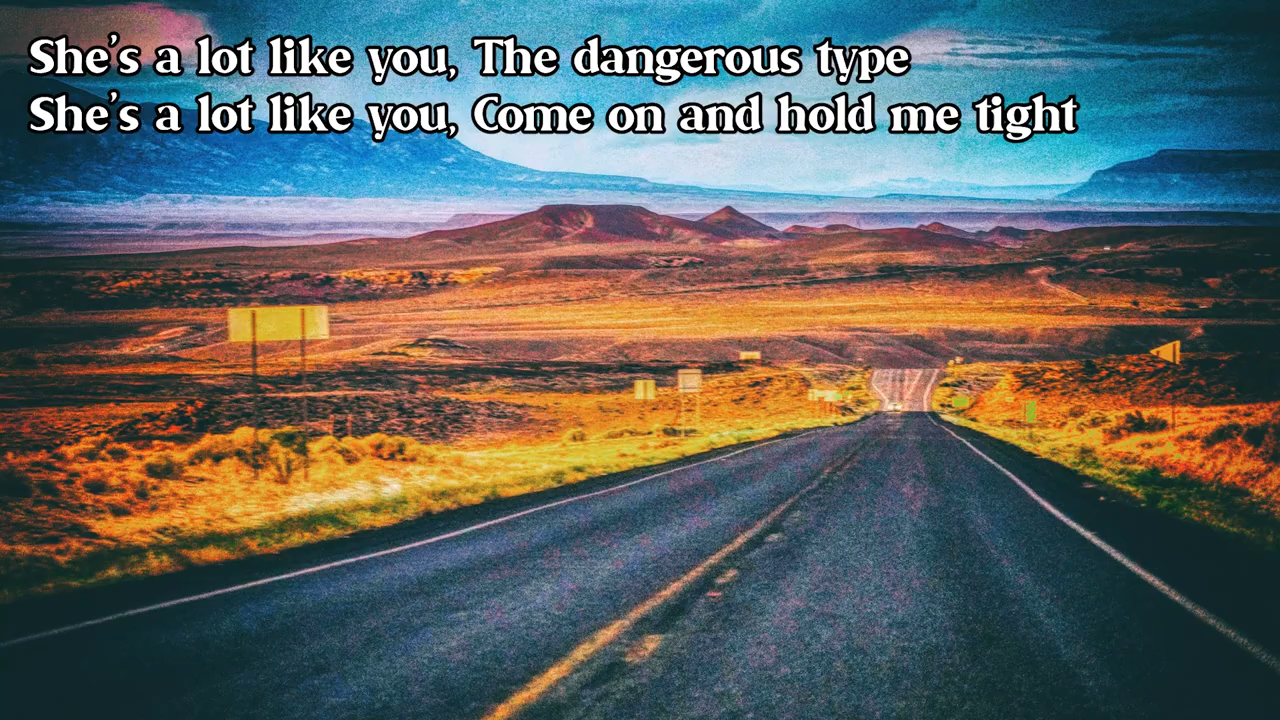 She's a lot like you, The dangerous type
She's a lot like you, Come on and hold me tight